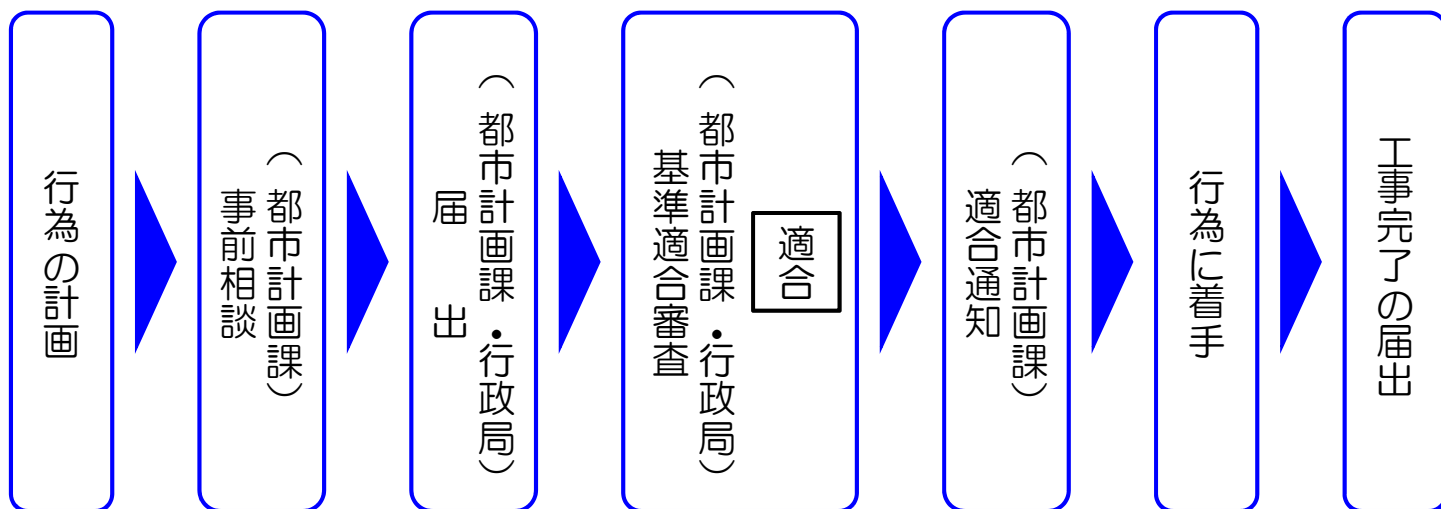 行為の計画
事前相談
（都市計画課）
届出
（都市計画課・行政局）
基準適合審査
（都市計画課・行政局）
適合
適合通知
（都市計画課）
行為に着手
工事完了の届出